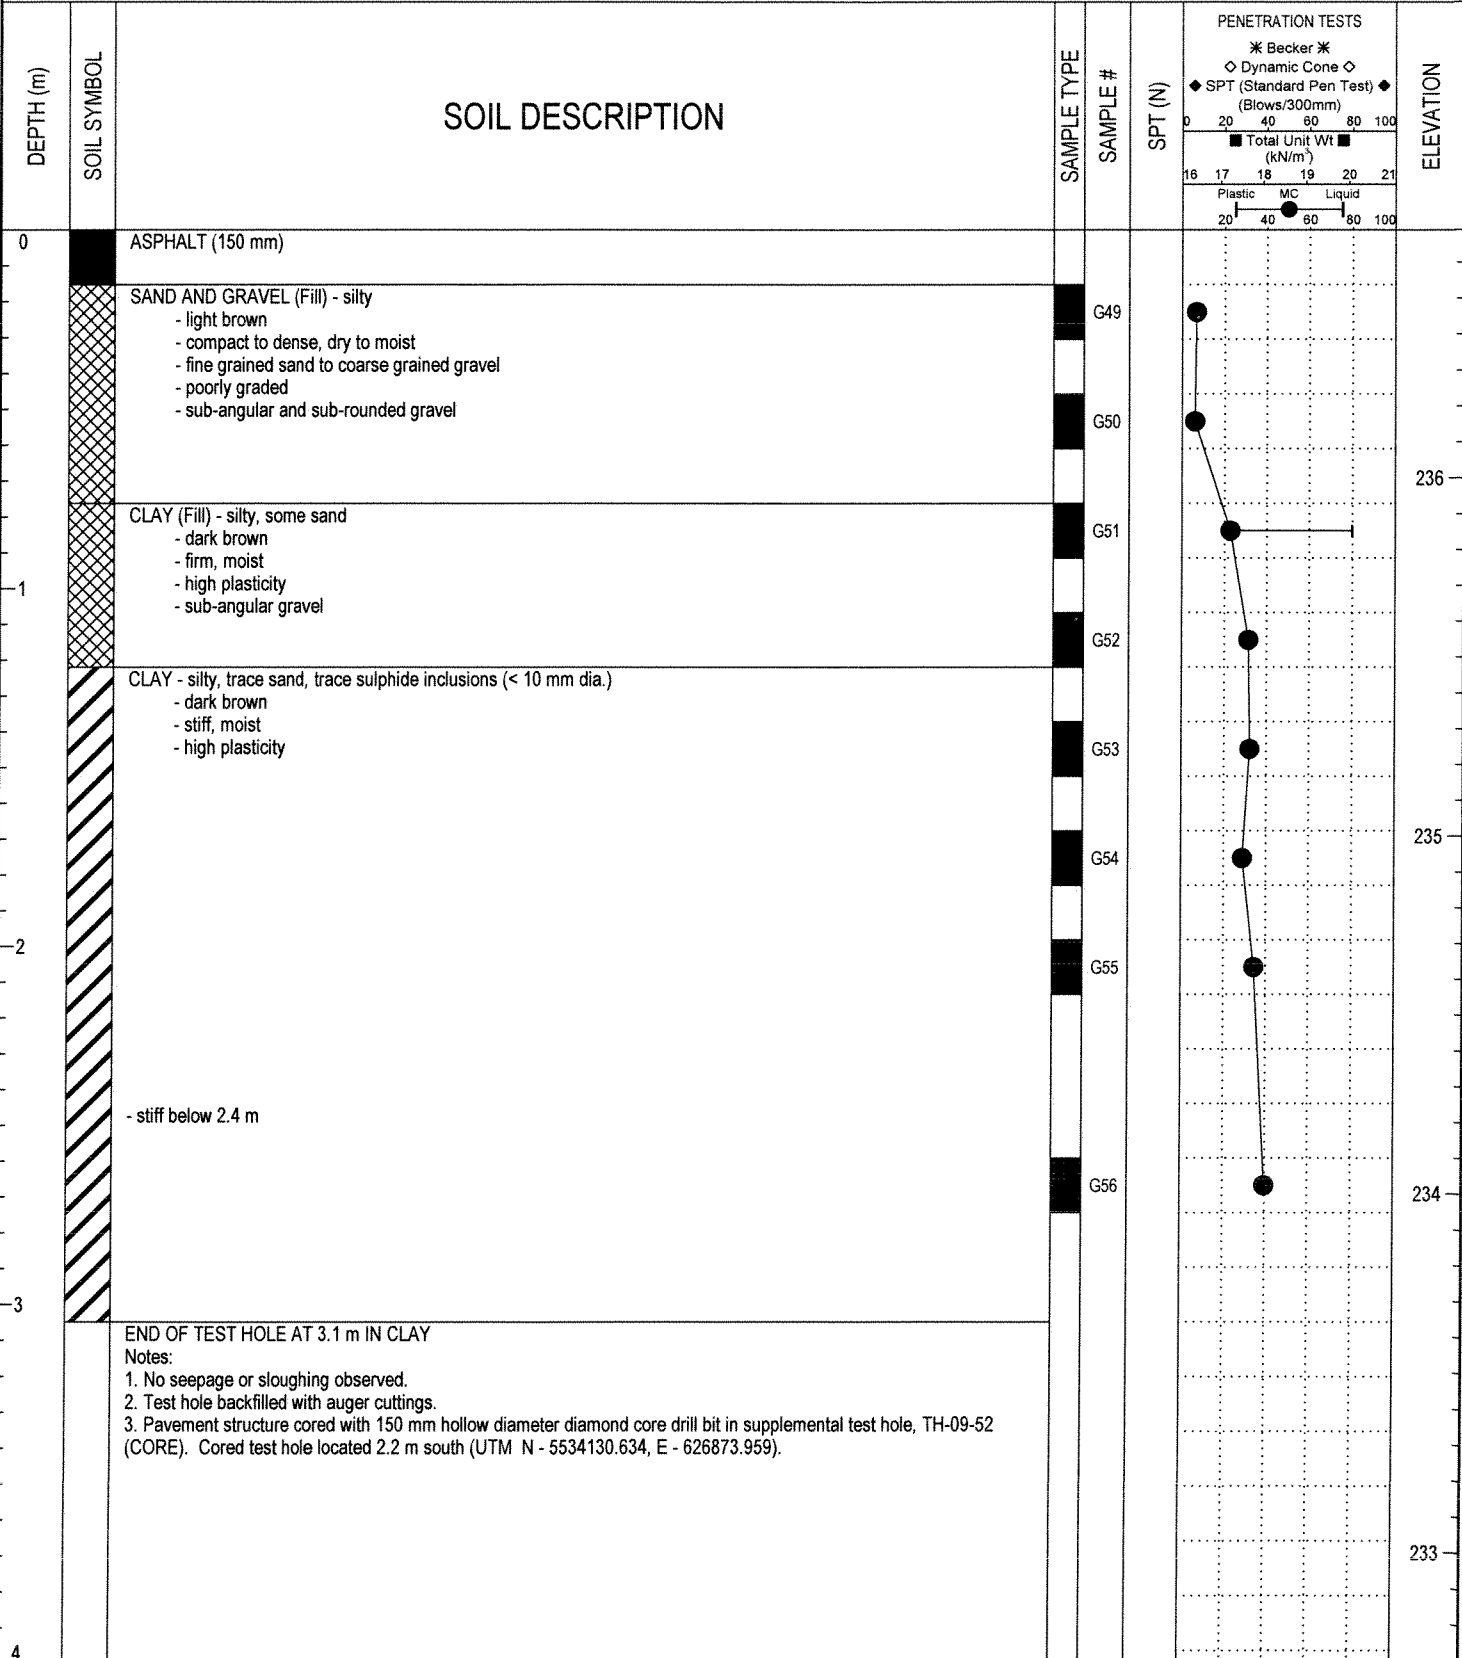 DEPTH (m)
SOIL SYMBOL
SOIL DESCRIPTION
SAMPLE TYPE
SAMPLE #
SPT (N)
PENETRATION TESTS
✳ Becker ✳
◇ Dynamic Cone ◇
◆ SPT (Standard Pen Test) ◆
(Blows/300mm)
0 20 40 60 80 100
■ Total Unit Wt ■
(kN/m³)
16 17 18 19 20 21
Plastic MC Liquid
20 40 60 80 100
ELEVATION
0
ASPHALT (150 mm)
SAND AND GRAVEL (Fill) - silty
- light brown
- compact to dense, dry to moist
- fine grained sand to coarse grained gravel
- poorly graded
- sub-angular and sub-rounded gravel
G49
G50
236
CLAY (Fill) - silty, some sand
- dark brown
- firm, moist
- high plasticity
- sub-angular gravel
G51
1
G52
CLAY - silty, trace sand, trace sulphide inclusions (< 10 mm dia.)
- dark brown
- stiff, moist
- high plasticity
G53
235
G54
2
G55
- stiff below 2.4 m
G56
234
3
END OF TEST HOLE AT 3.1 m IN CLAY
Notes:
1. No seepage or sloughing observed.
2. Test hole backfilled with auger cuttings.
3. Pavement structure cored with 150 mm hollow diameter diamond core drill bit in supplemental test hole, TH-09-52
(CORE). Cored test hole located 2.2 m south (UTM N - 5534130.634, E - 626873.959).
233
4